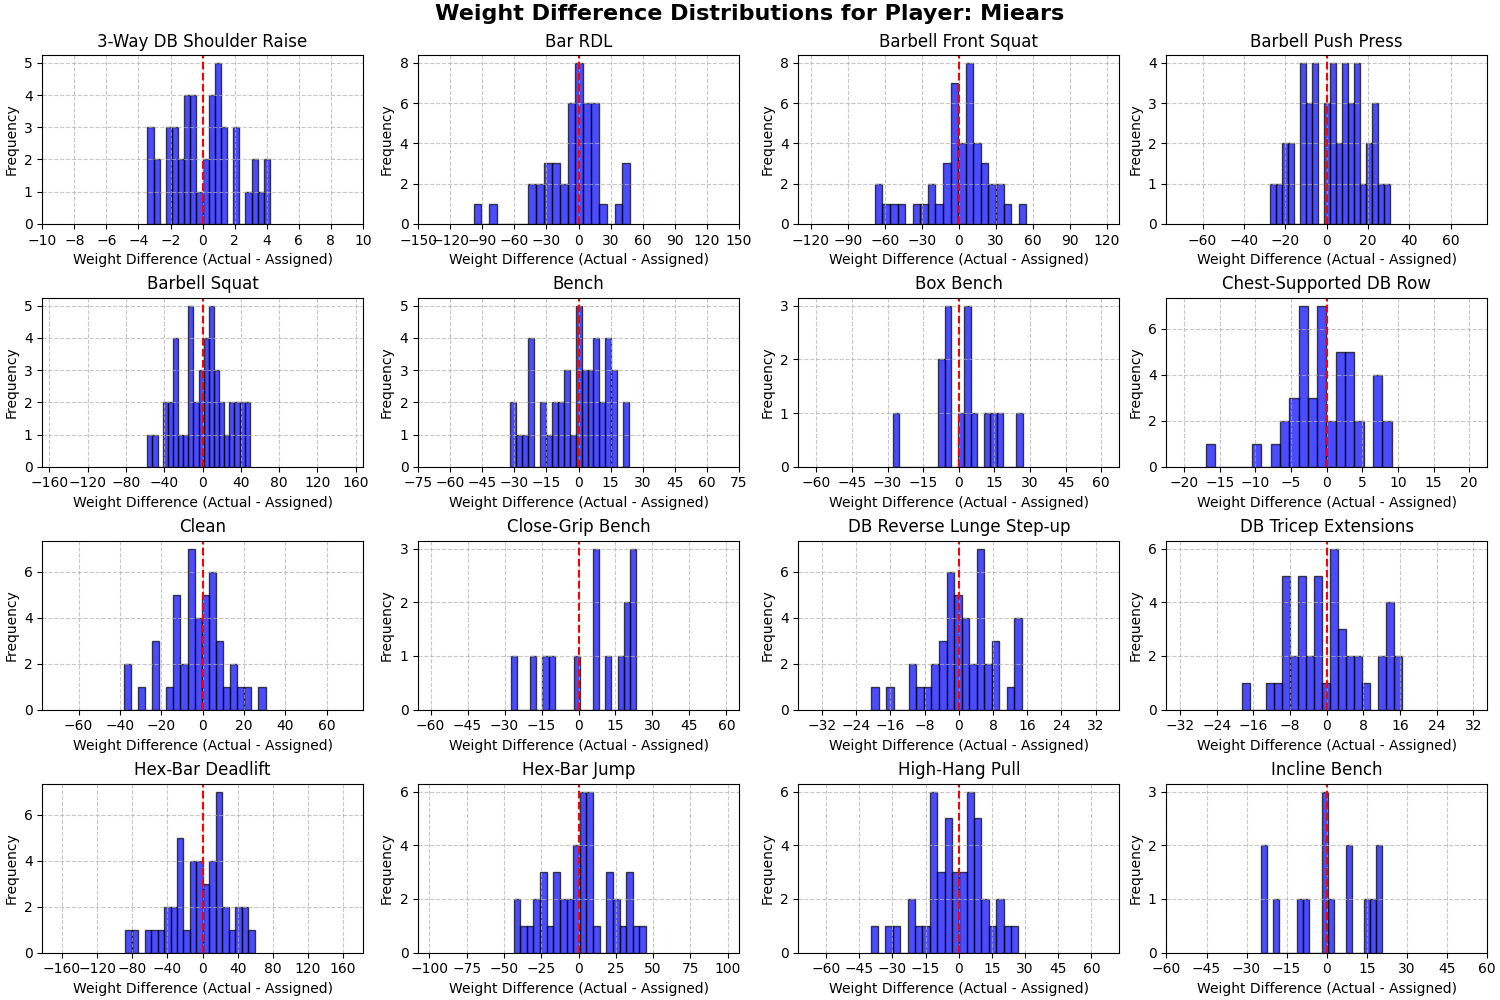 Weight Difference Distributions for Player: Miears
3-Way DB Shoulder Raise
Frequency
5
4
3
2
1
0
−10 −8 −6 −4 −2 0 2 4 6 8 10
Weight Difference (Actual - Assigned)
Bar RDL
Frequency
8
6
4
2
0
−150 −120 −90 −60 −30 0 30 60 90 120 150
Weight Difference (Actual - Assigned)
Barbell Front Squat
Frequency
8
6
4
2
0
−120 −90 −60 −30 0 30 60 90 120
Weight Difference (Actual - Assigned)
Barbell Push Press
Frequency
4
3
2
1
0
−60 −40 −20 0 20 40 60
Weight Difference (Actual - Assigned)
Barbell Squat
Frequency
5
4
3
2
1
0
−160 −120 −80 −40 0 40 80 120 160
Weight Difference (Actual - Assigned)
Bench
Frequency
5
4
3
2
1
0
−75 −60 −45 −30 −15 0 15 30 45 60 75
Weight Difference (Actual - Assigned)
Box Bench
Frequency
3
2
1
0
−60 −45 −30 −15 0 15 30 45 60
Weight Difference (Actual - Assigned)
Chest-Supported DB Row
Frequency
6
4
2
0
−20 −15 −10 −5 0 5 10 15 20
Weight Difference (Actual - Assigned)
Clean
Frequency
6
4
2
0
−60 −40 −20 0 20 40 60
Weight Difference (Actual - Assigned)
Close-Grip Bench
Frequency
3
2
1
0
−60 −45 −30 −15 0 15 30 45 60
Weight Difference (Actual - Assigned)
DB Reverse Lunge Step-up
Frequency
6
4
2
0
−32 −24 −16 −8 0 8 16 24 32
Weight Difference (Actual - Assigned)
DB Tricep Extensions
Frequency
6
4
2
0
−32 −24 −16 −8 0 8 16 24 32
Weight Difference (Actual - Assigned)
Hex-Bar Deadlift
Frequency
6
4
2
0
−160 −120 −80 −40 0 40 80 120 160
Weight Difference (Actual - Assigned)
Hex-Bar Jump
Frequency
6
4
2
0
−100 −75 −50 −25 0 25 50 75 100
Weight Difference (Actual - Assigned)
High-Hang Pull
Frequency
6
4
2
0
−60 −45 −30 −15 0 15 30 45 60
Weight Difference (Actual - Assigned)
Incline Bench
Frequency
3
2
1
0
−60 −45 −30 −15 0 15 30 45 60
Weight Difference (Actual - Assigned)